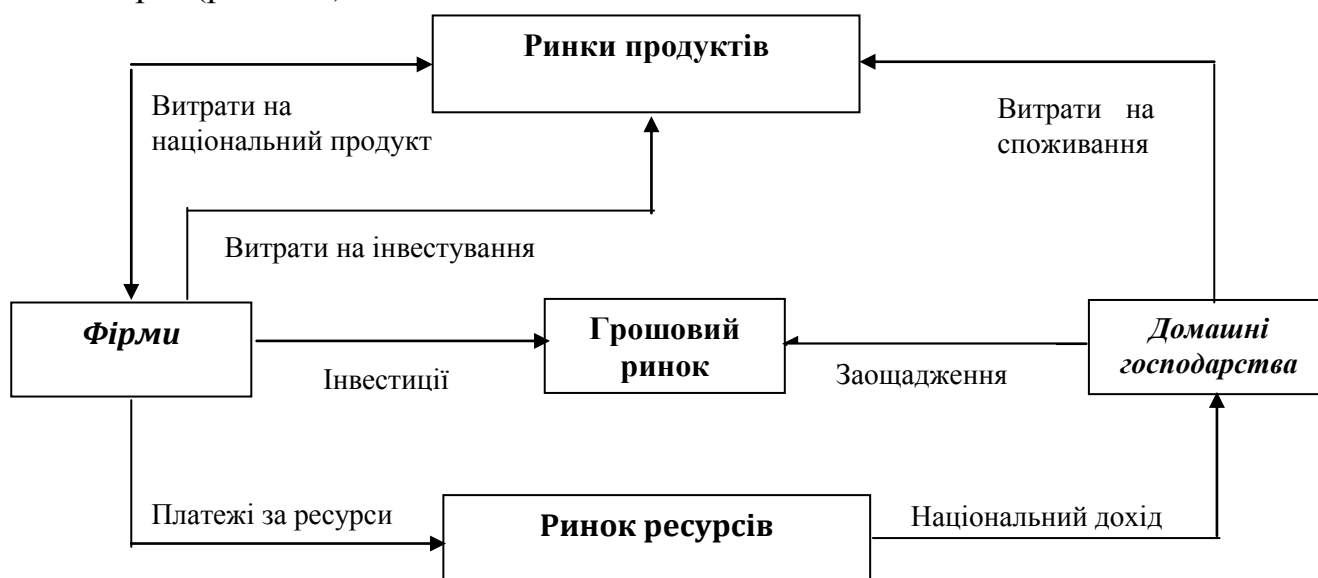 Ринки продуктів
Витрати на
національний продукт
Витрати на
споживання
Витрати на інвестування
Фірми
Грошовий
ринок
Домашні
господарства
Інвестиції
Заощадження
Платежі за ресурси
Ринок ресурсів
Національний дохід